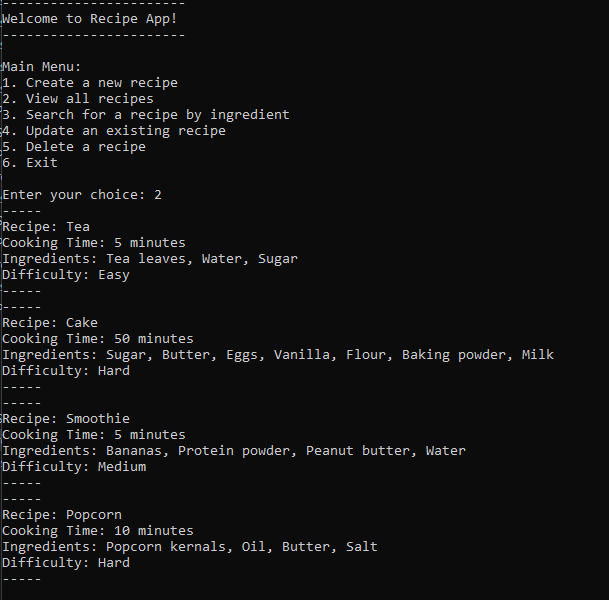 -----------------------
Welcome to Recipe App!
-----------------------
Main Menu:
1. Create a new recipe
2. View all recipes
3. Search for a recipe by ingredient
4. Update an existing recipe
5. Delete a recipe
6. Exit
Enter your choice: 2
-----
Recipe: Tea
Cooking Time: 5 minutes
Ingredients: Tea leaves, Water, Sugar
Difficulty: Easy
-----
-----
Recipe: Cake
Cooking Time: 50 minutes
Ingredients: Sugar, Butter, Eggs, Vanilla, Flour, Baking powder, Milk
Difficulty: Hard
-----
-----
Recipe: Smoothie
Cooking Time: 5 minutes
Ingredients: Bananas, Protein powder, Peanut butter, Water
Difficulty: Medium
-----
-----
Recipe: Popcorn
Cooking Time: 10 minutes
Ingredients: Popcorn kernals, Oil, Butter, Salt
Difficulty: Hard
-----